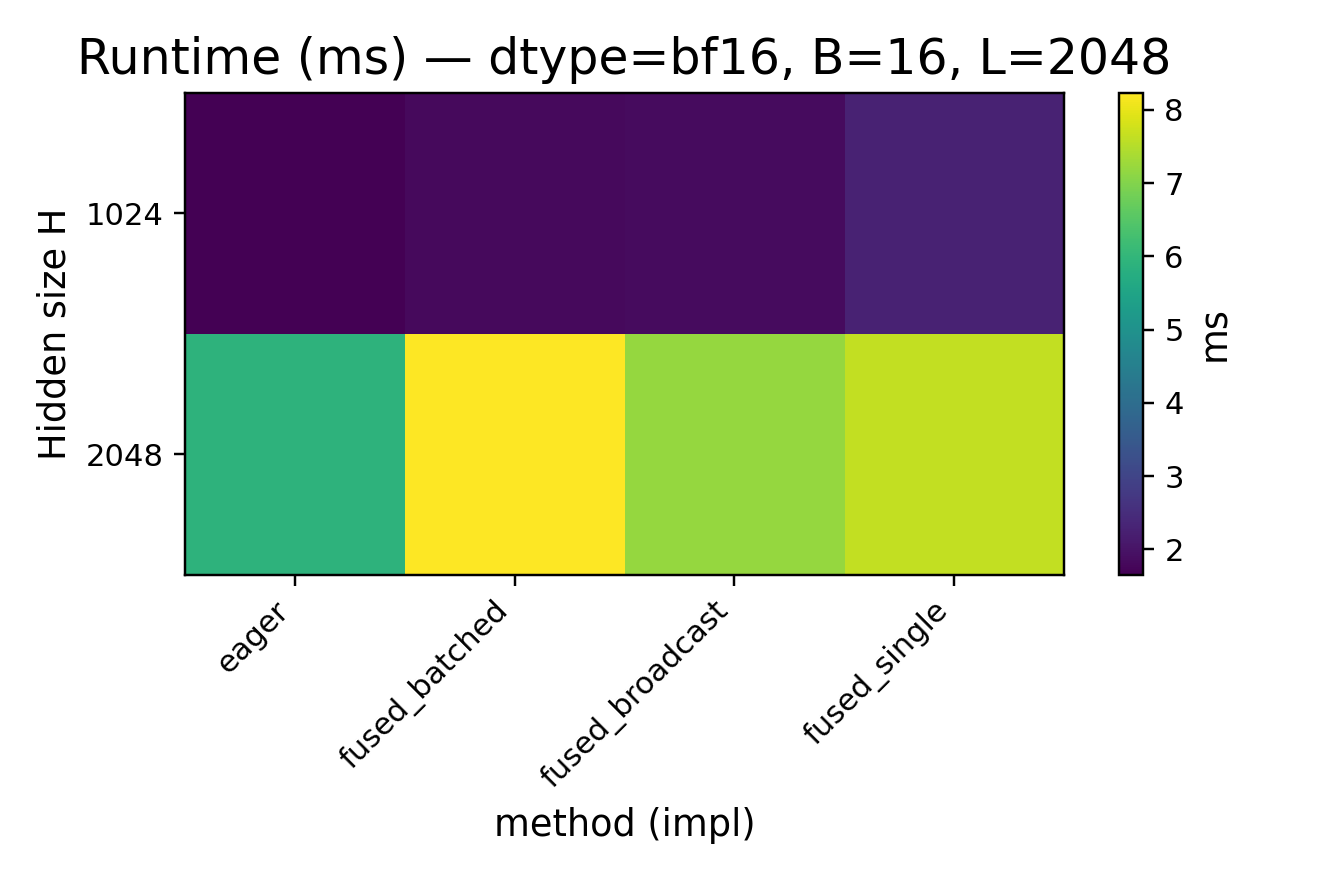 Runtime (ms) — dtype=bf16, B=16, L=2048
Hidden size H
1024
2048
eager
fused_batched
fused_broadcast
fused_single
method (impl)
8
7
6
5
4
3
2
ms